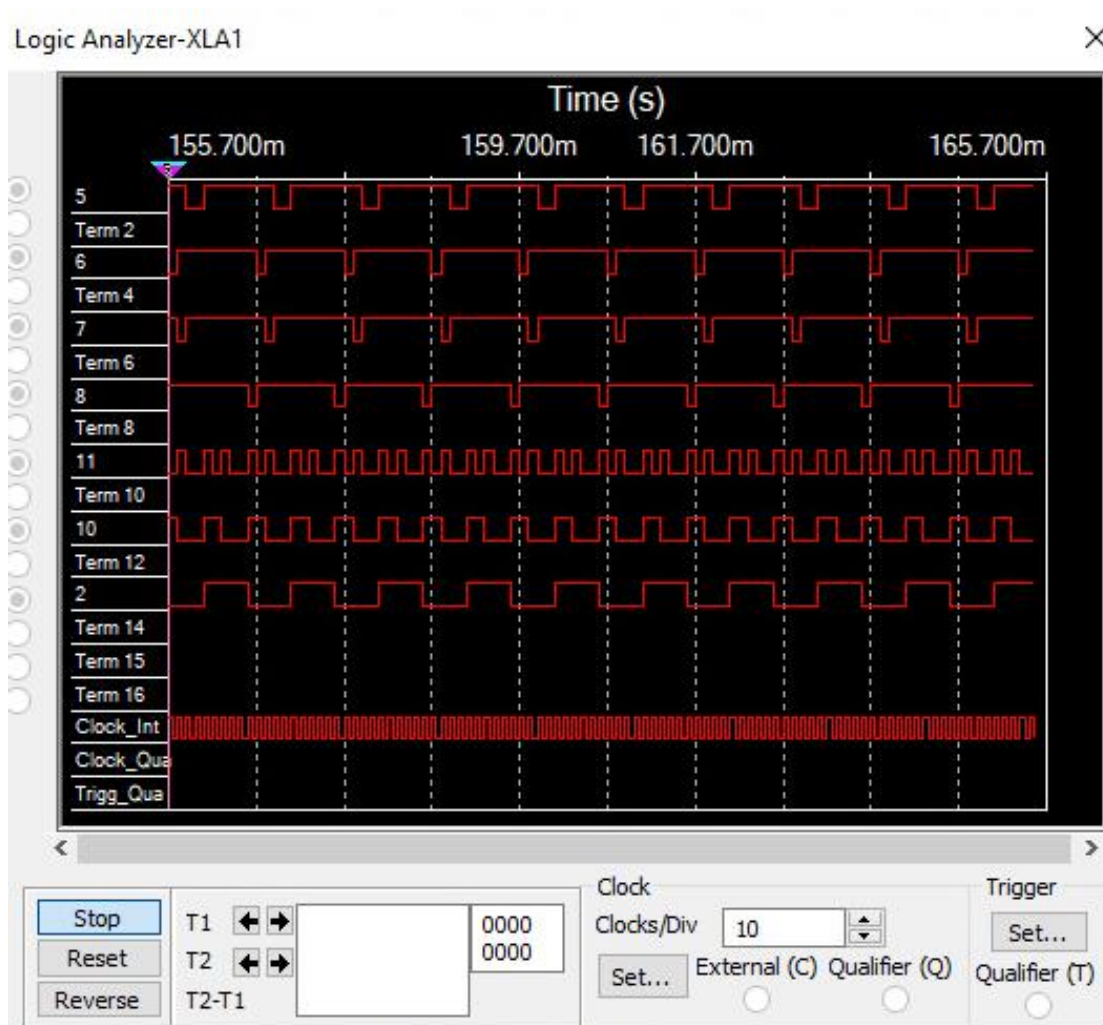 Logic Analyzer-XLA1
Time (s)
155.700m 159.700m 161.700m 165.700m
5
Term 2
6
Term 4
7
Term 6
8
Term 8
11
Term 10
10
Term 12
2
Term 14
Term 15
Term 16
Clock_Int
Clock_Qua
Trigg_Qua
Stop
Reset
Reverse
T1
T2
T2-T1
0000
0000
Clock
Clocks/Div 10
Set... External (C) Qualifier (Q)
Trigger
Set...
Qualifier (T)